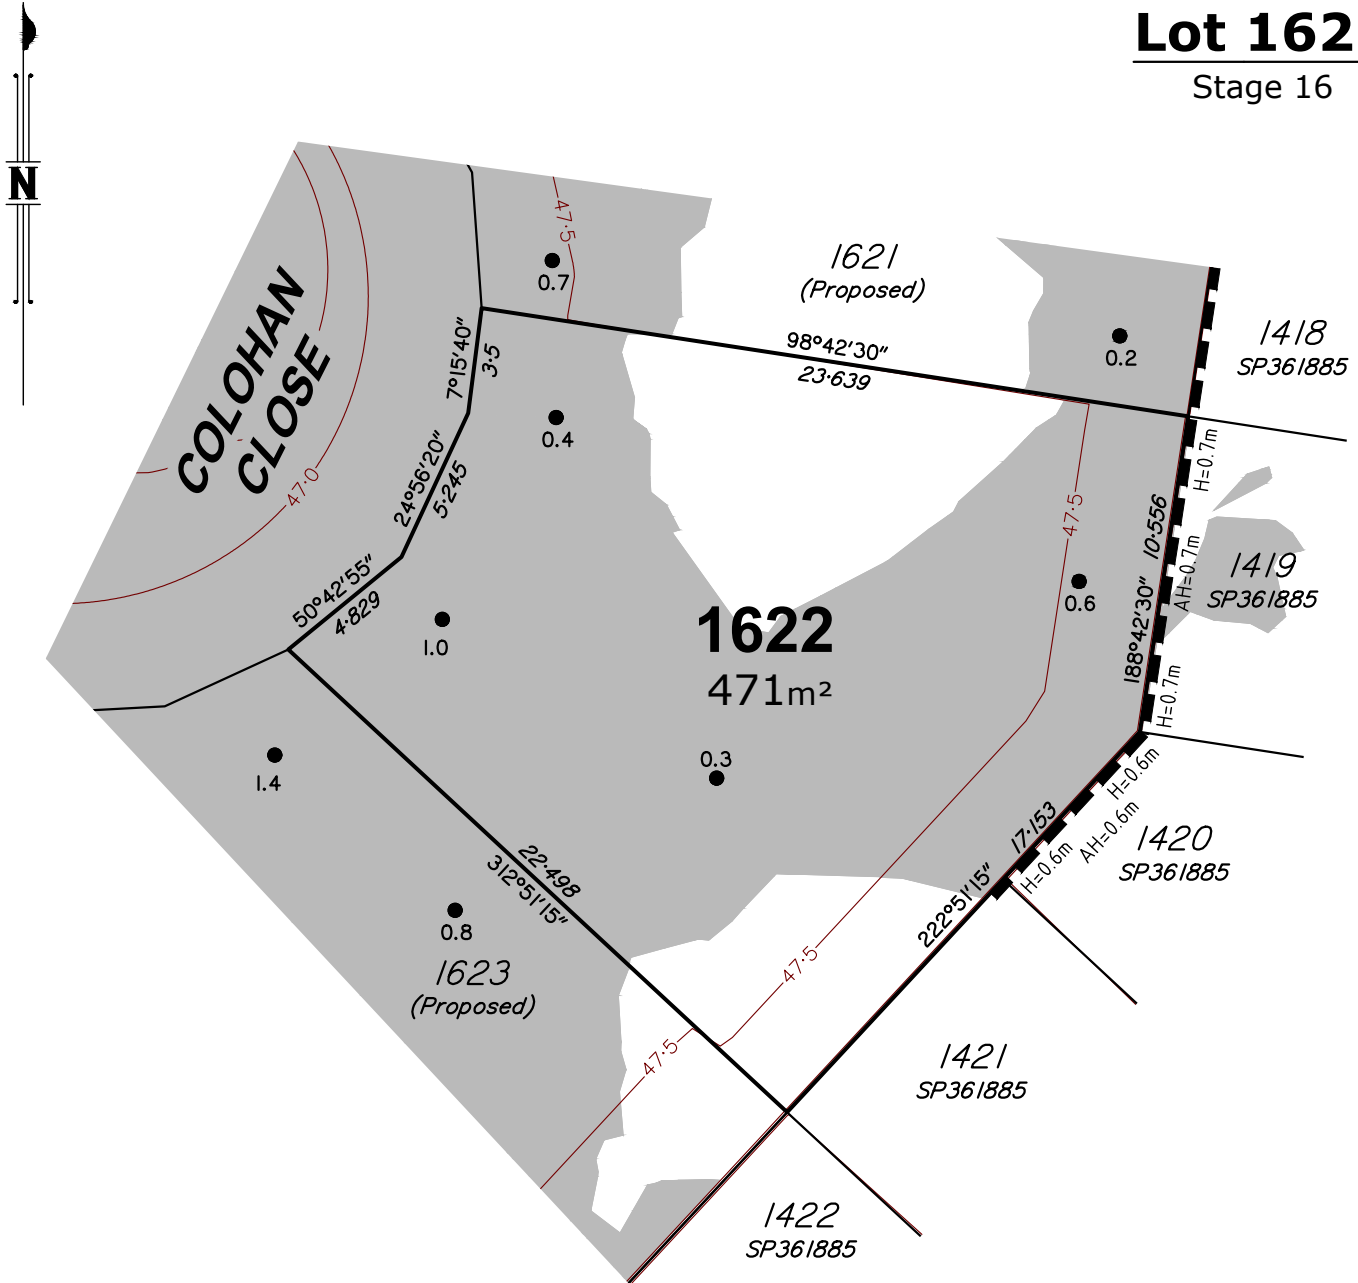 Lot 162
Stage 16
N
COLOHAN
CLOSE
47·0
47·5
0.7
1621
(Proposed)
98°42'30"
23·639
0.2
1418
SP361885
7°15'40"
3·5
0.4
24°56'20"
5·245
50°42'55"
4·829
1.0
1622
471m²
0.3
47·5
0.6
188°42'30"
10·556
H=0.7m
AH=0.7m
H=0.7m
1419
SP361885
H=0.6m
AH=0.6m
H=0.6m
1420
SP361885
17·153
222°51'15"
1.4
22·498
312°51'15"
0.8
1623
(Proposed)
47·5
47·5
1421
SP361885
1422
SP361885